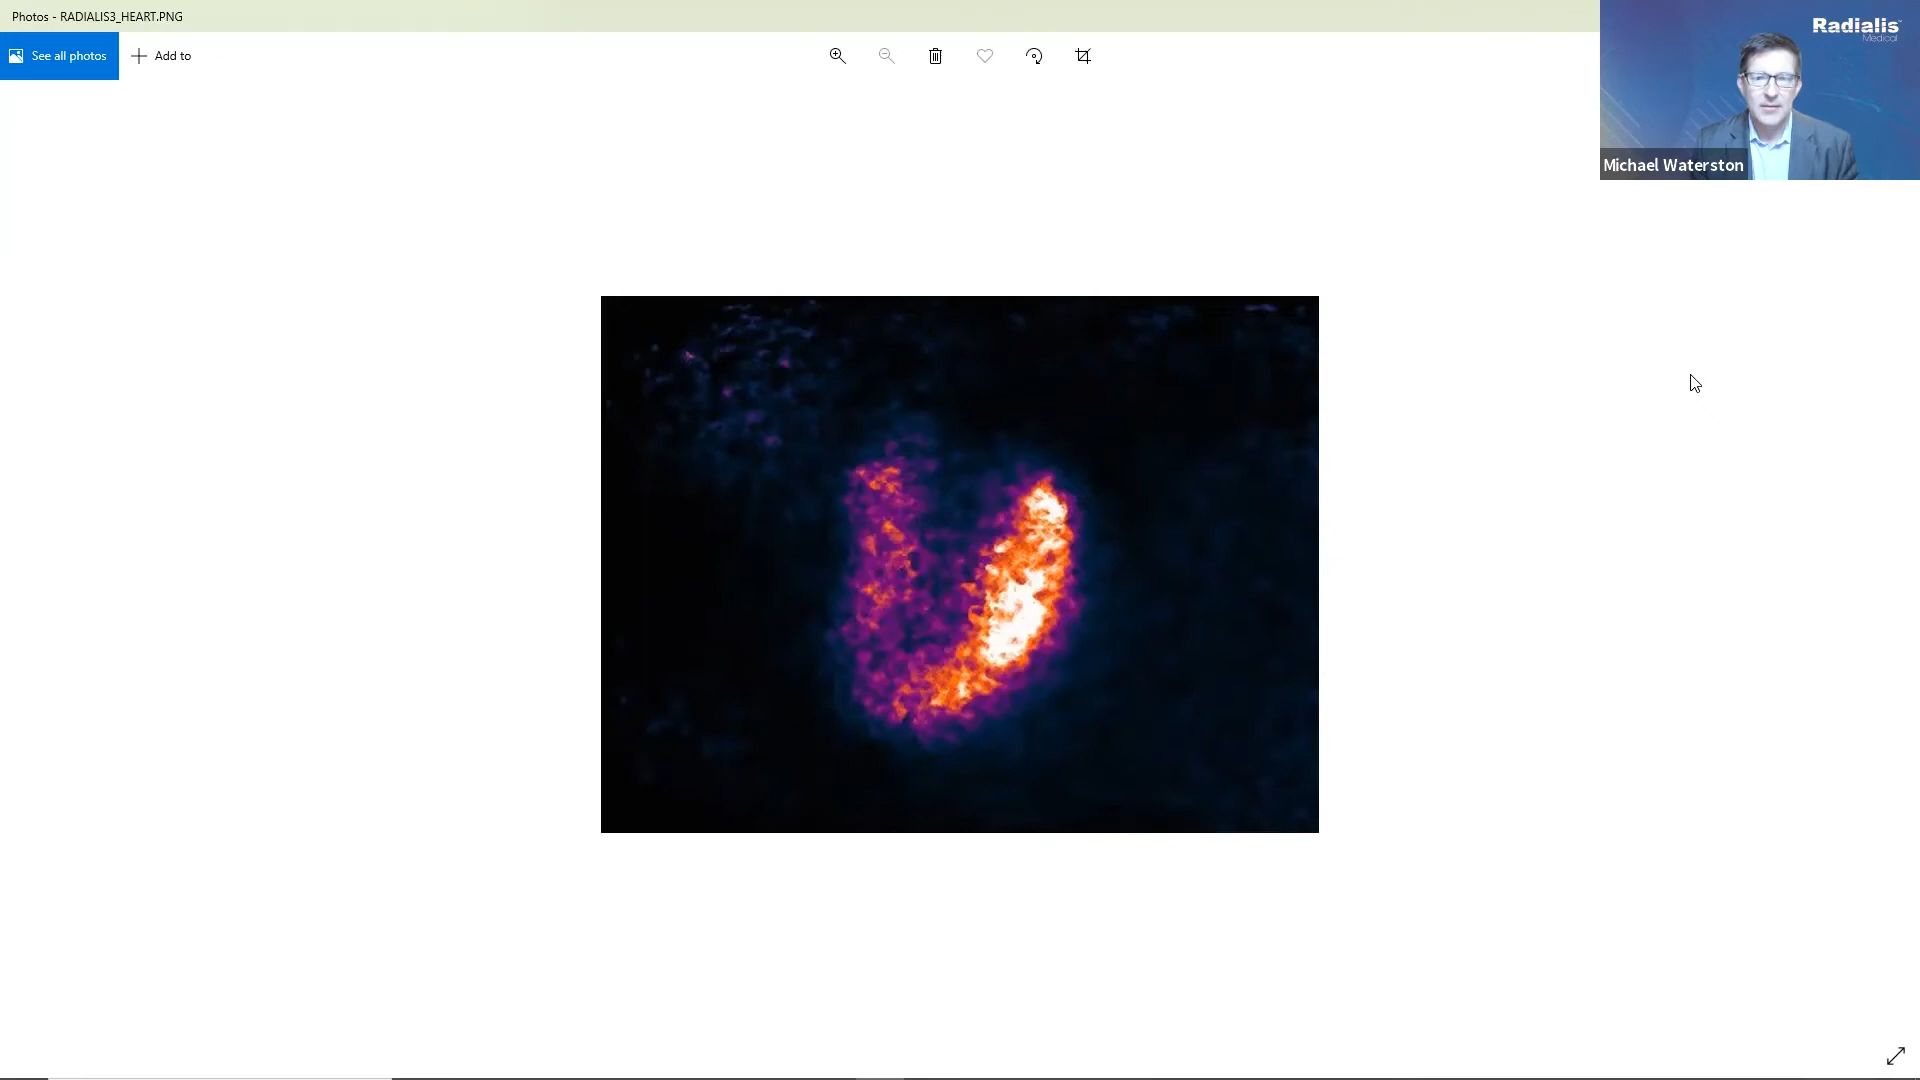 Photos - RADIALIS3_HEART.PNG
See all photos
Add to
Radialis
Medical
Michael Waterston